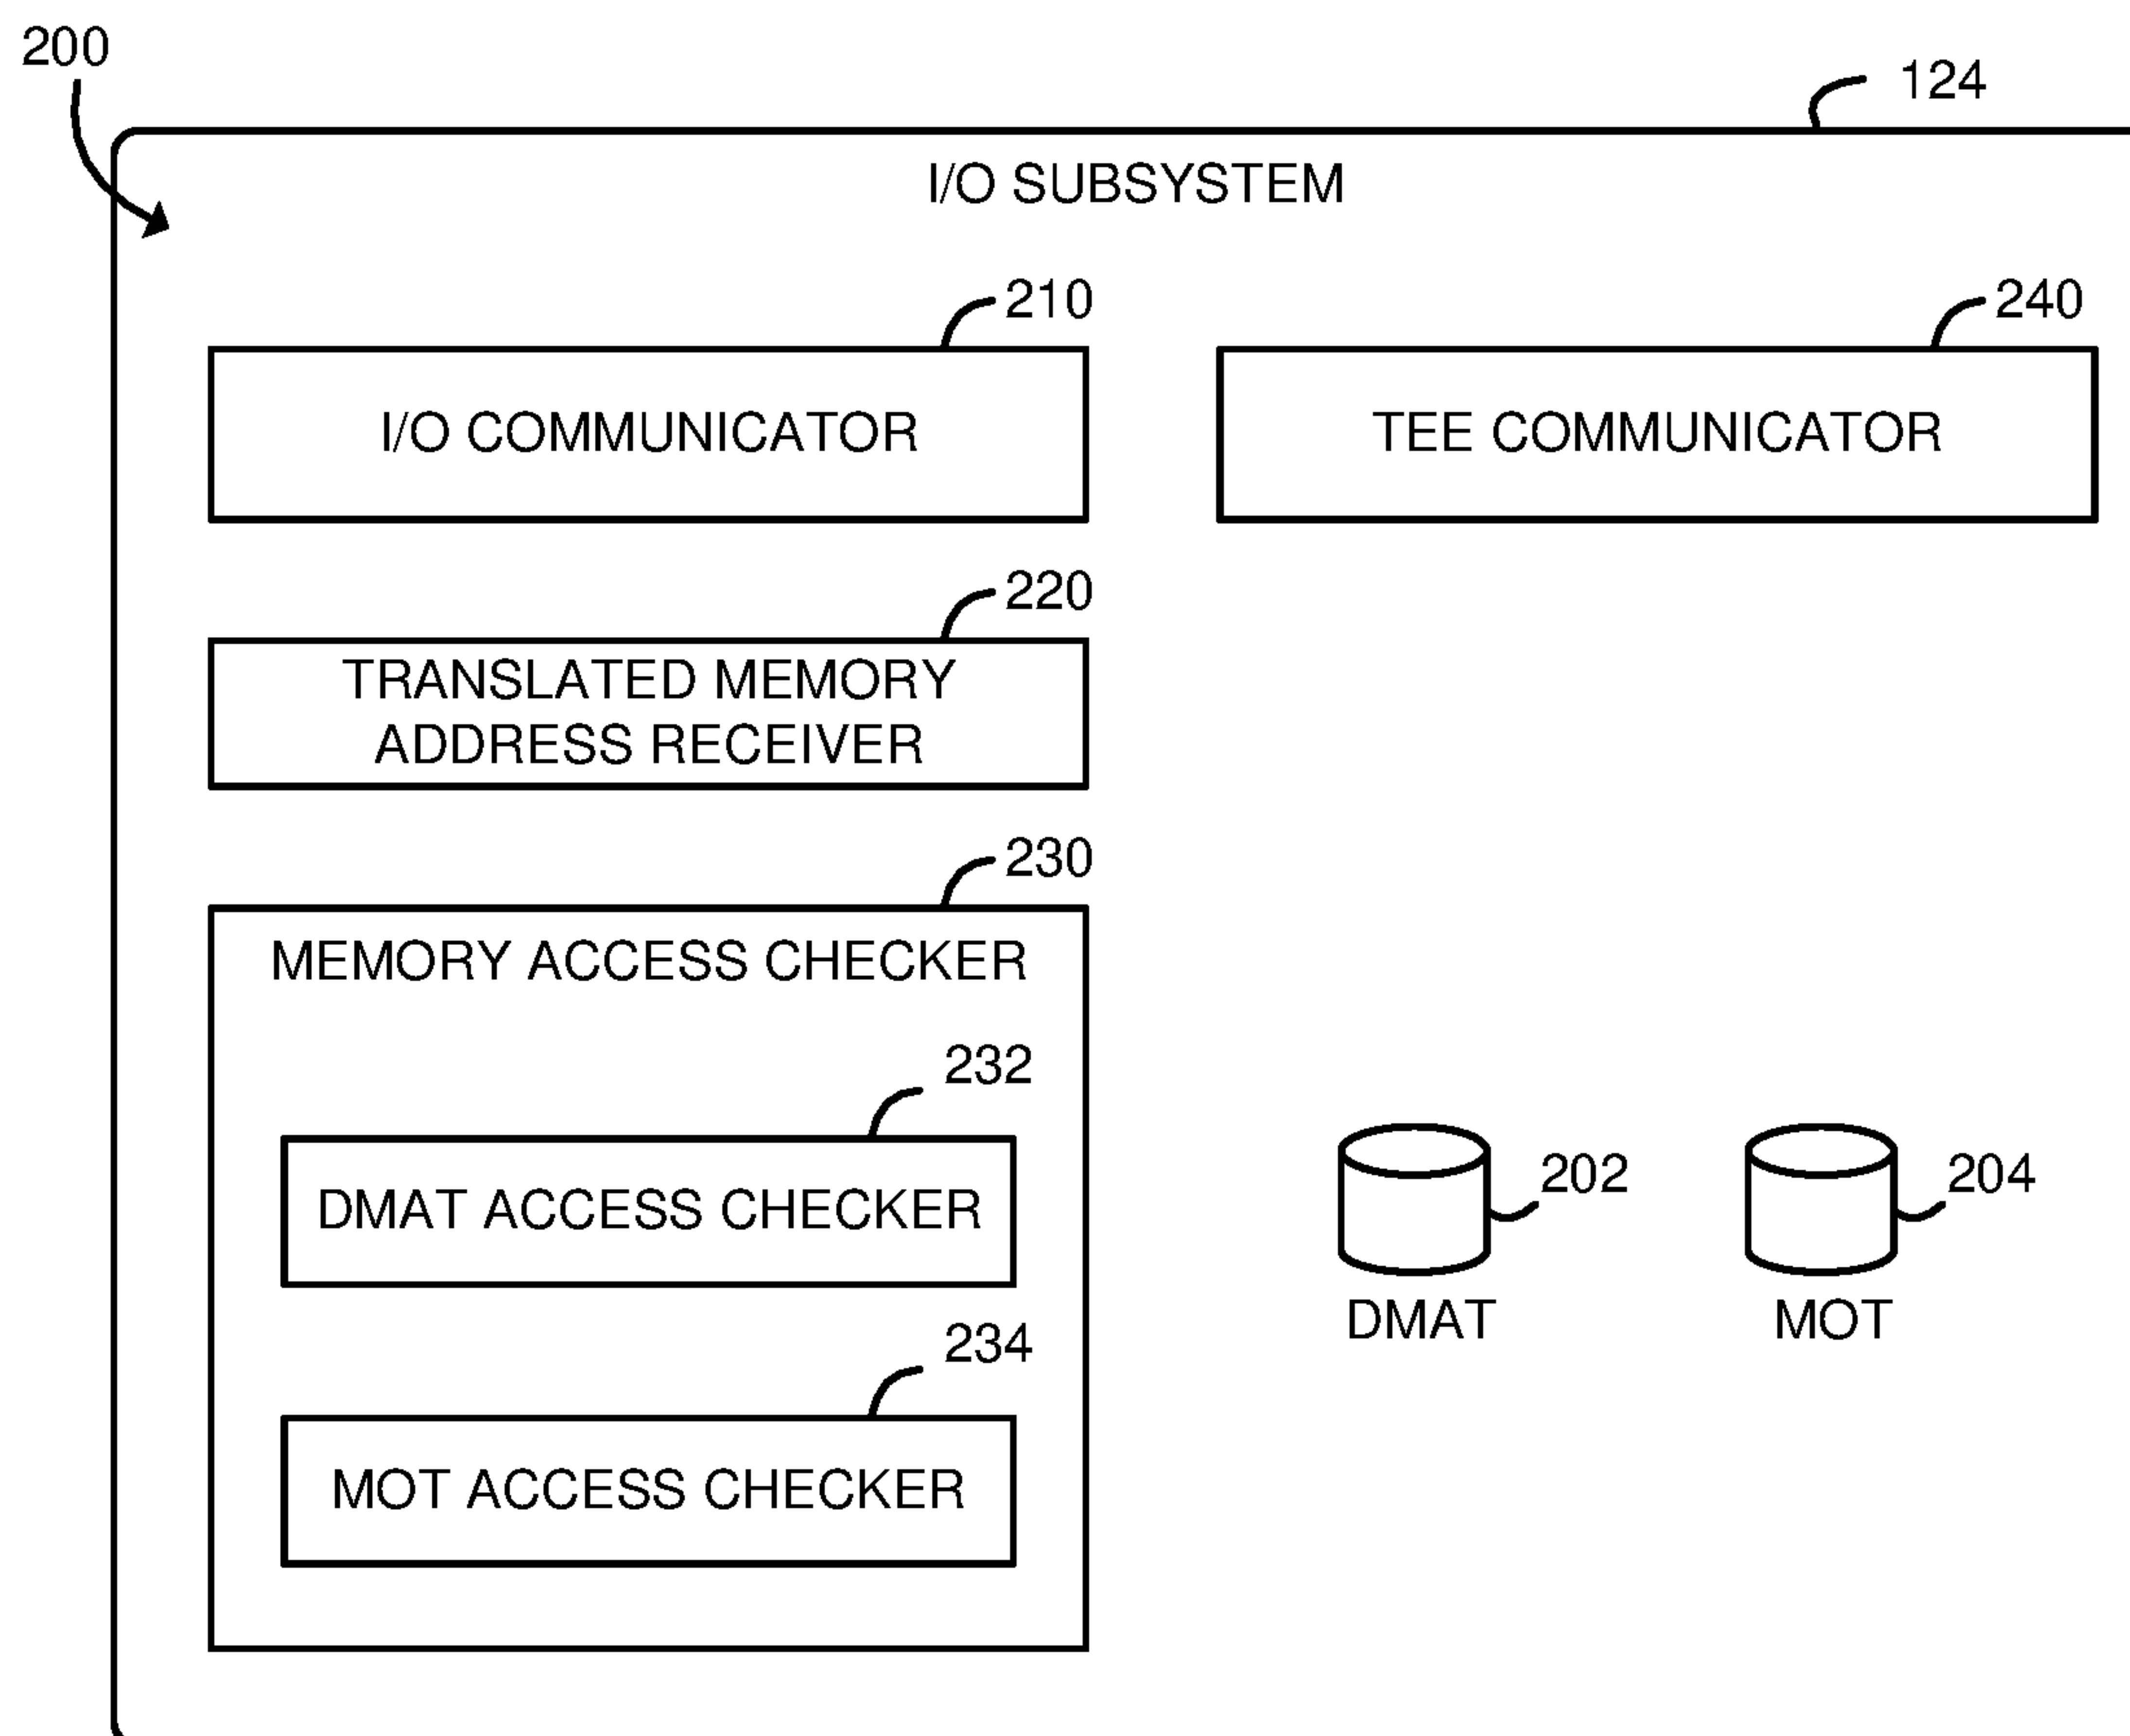 200
124
I/O SUBSYSTEM
210
240
I/O COMMUNICATOR
TEE COMMUNICATOR
220
TRANSLATED MEMORY
ADDRESS RECEIVER
230
MEMORY ACCESS CHECKER
232
DMAT ACCESS CHECKER
202
204
DMAT
MOT
234
MOT ACCESS CHECKER